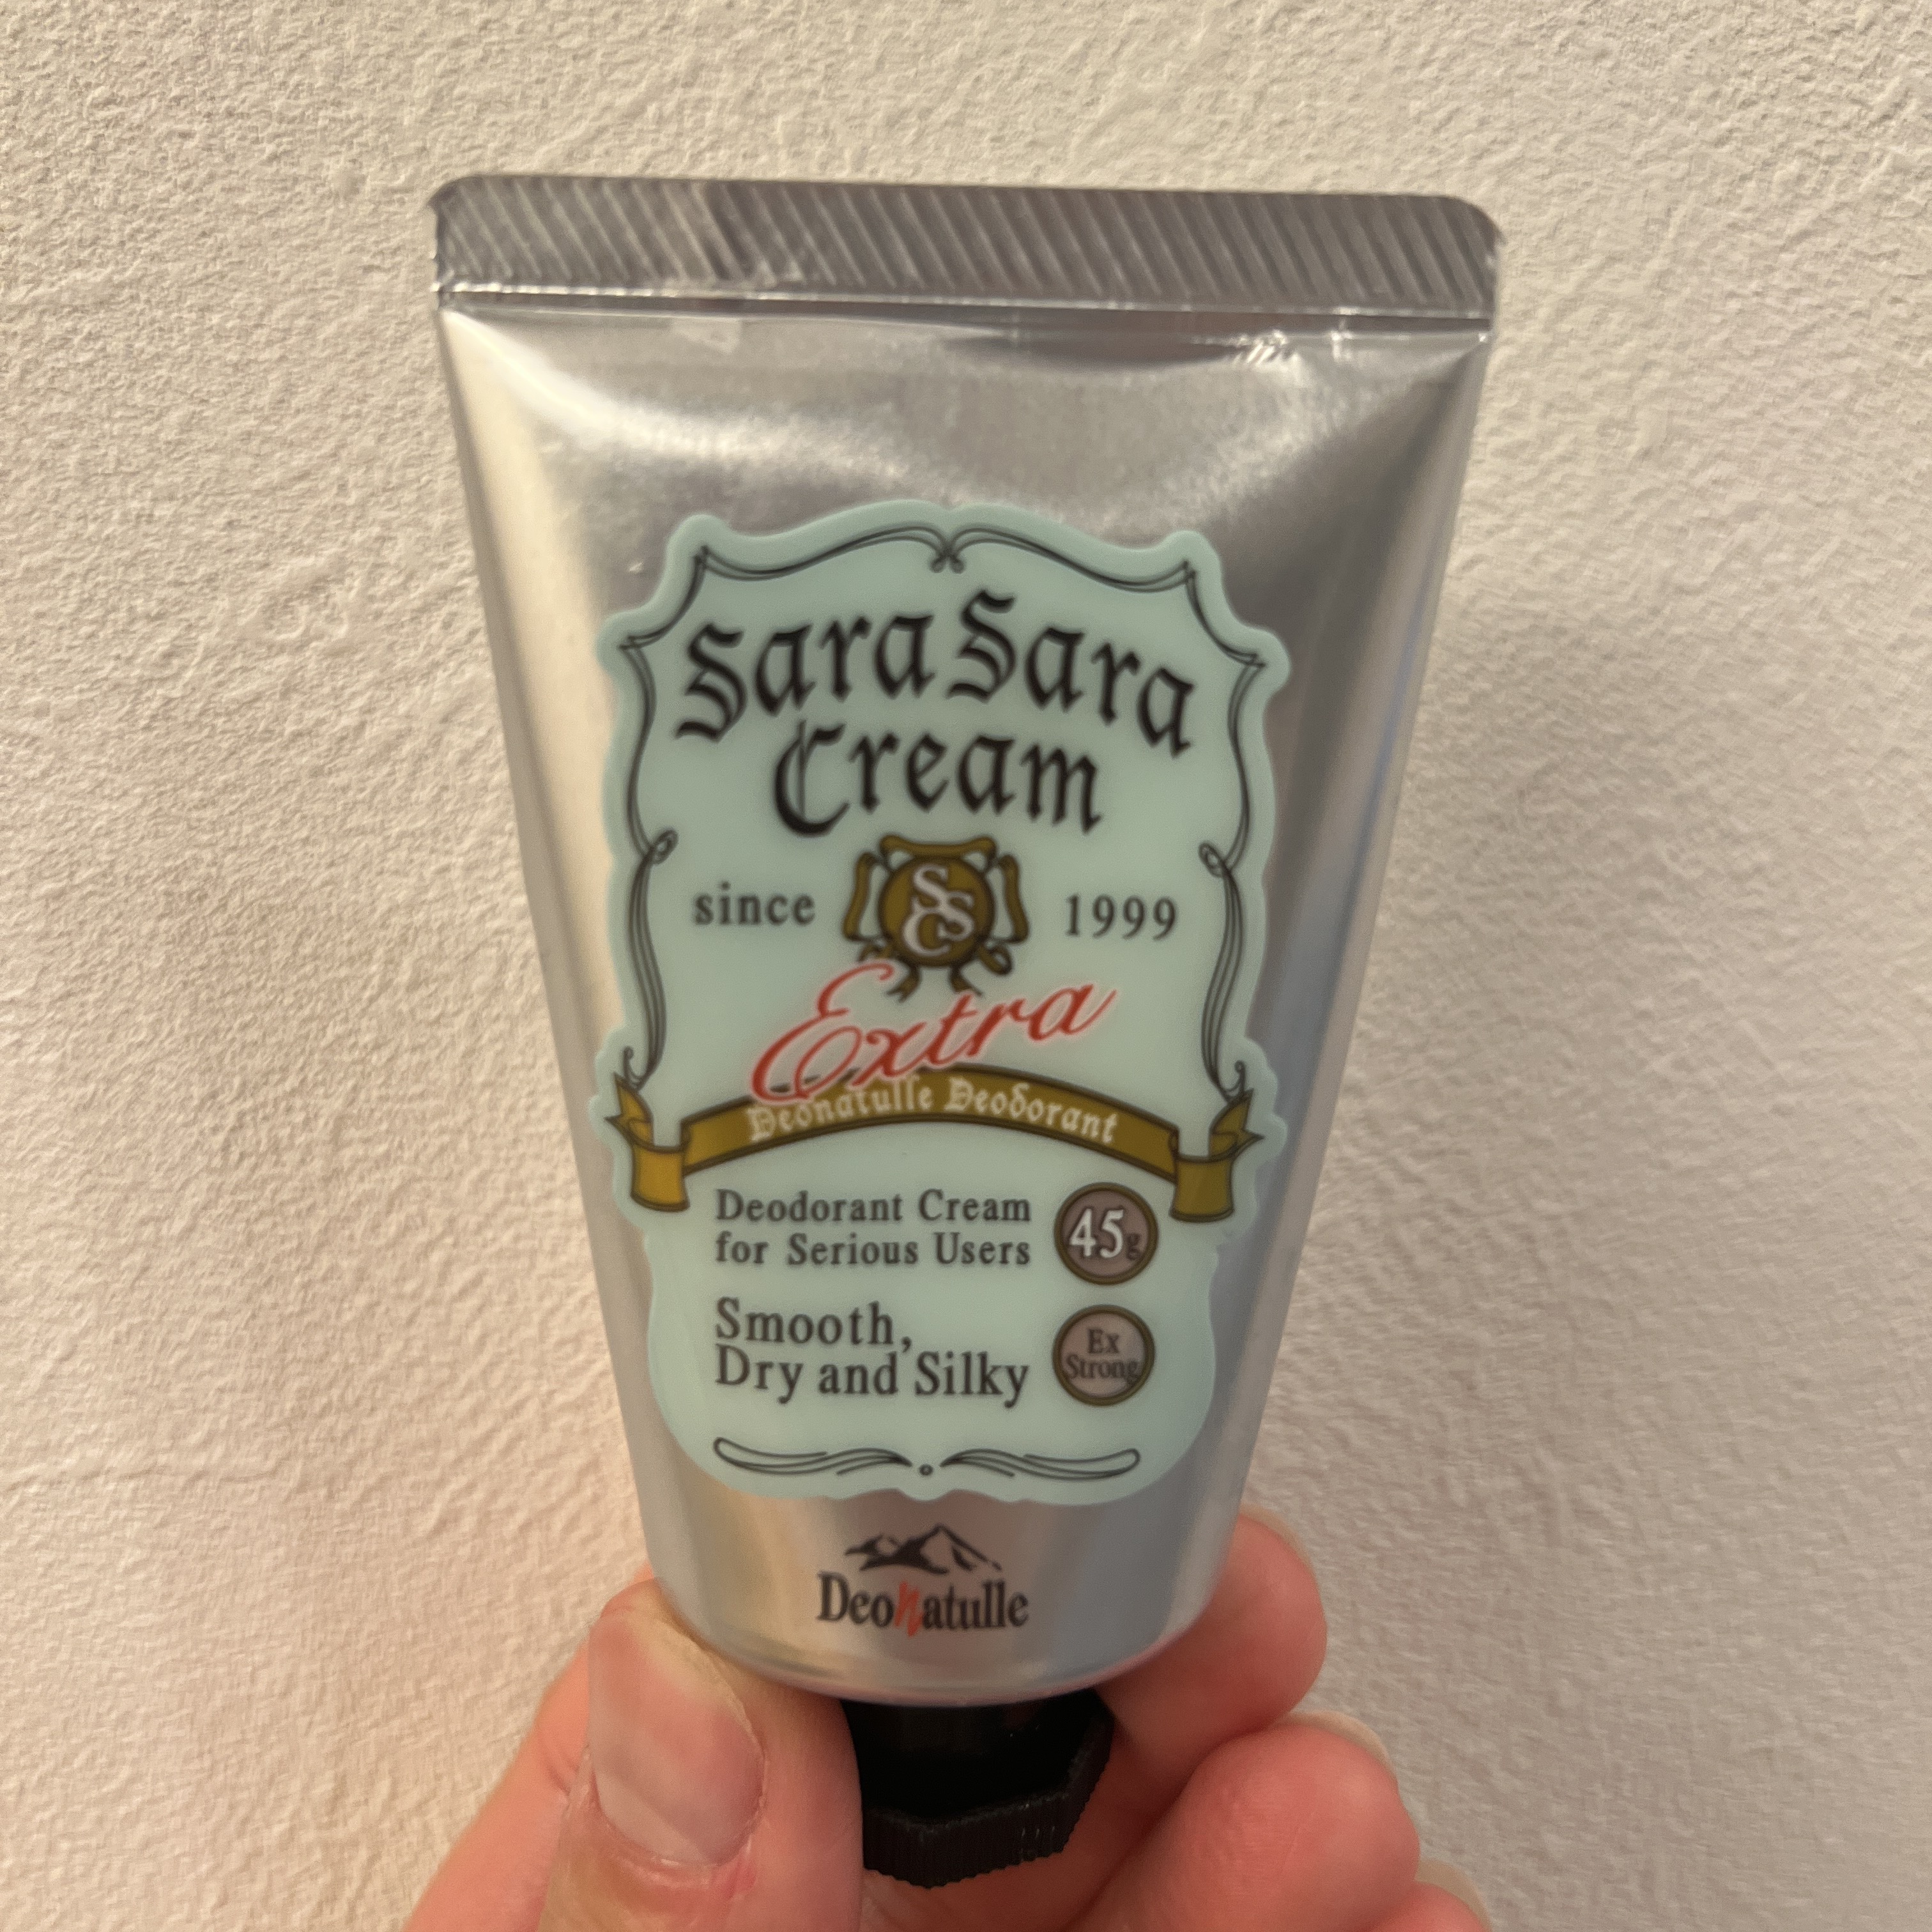 Sara Sara
Cream
since SSC 1999
Extra
Deonatulle Deodorant
Deodorant Cream
for Serious Users
45g
Smooth,
Dry and Silky
Ex
Strong
Deonatulle